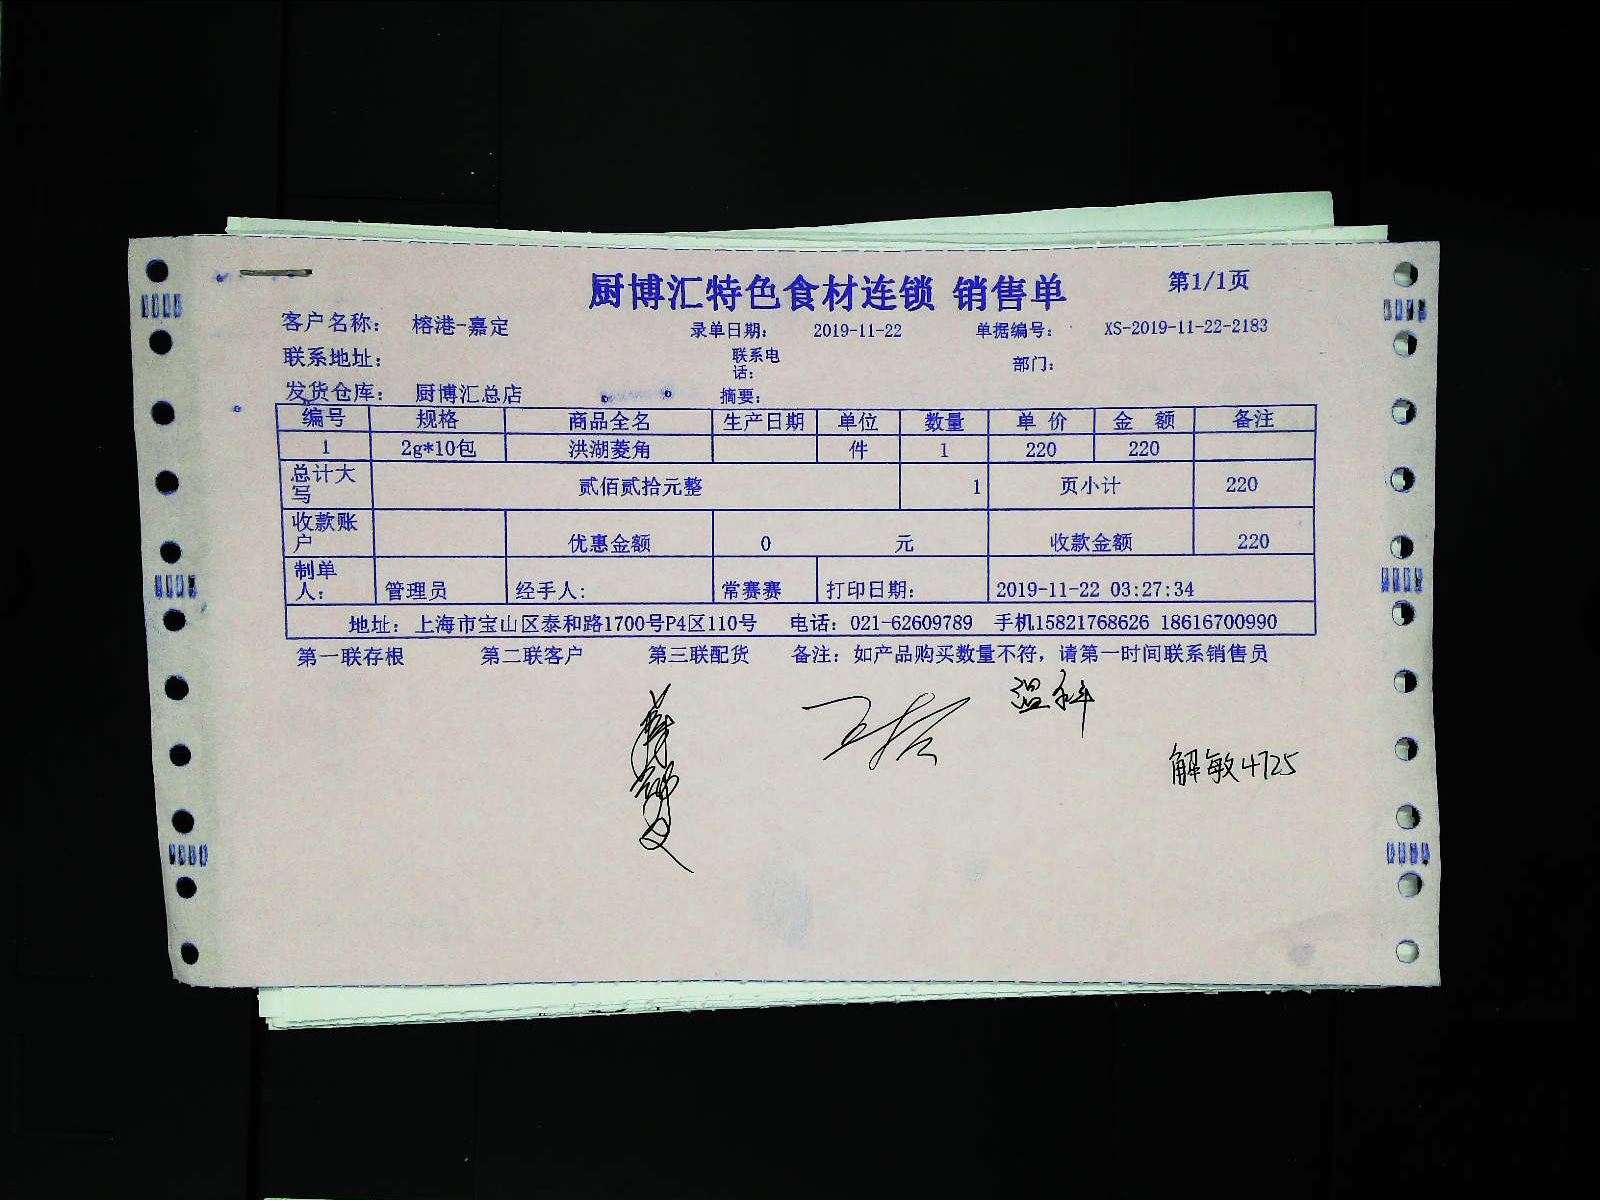 厨博汇特色食材连锁 销售单 第1/1页
客户名称： 榕港-嘉定 录单日期： 2019-11-22 单据编号： XS-2019-11-22-2183
联系地址： 联系电话： 部门：
发货仓库： 厨博汇总店 摘要：
编号 规格 商品全名 生产日期 单位 数量 单 价 金 额 备注
1 2g*10包 洪湖菱角 件 1 220 220
总计大写 贰佰贰拾元整 1 页小计 220
收款账户 优惠金额 0 元 收款金额 220
制单人： 管理员 经手人： 常赛赛 打印日期： 2019-11-22 03:27:34
地址：上海市宝山区泰和路1700号P4区110号 电话：021-62609789 手机15821768626 18616700990
第一联存根 第二联客户 第三联配货 备注：如产品购买数量不符，请第一时间联系销售员
温科
解敏4725